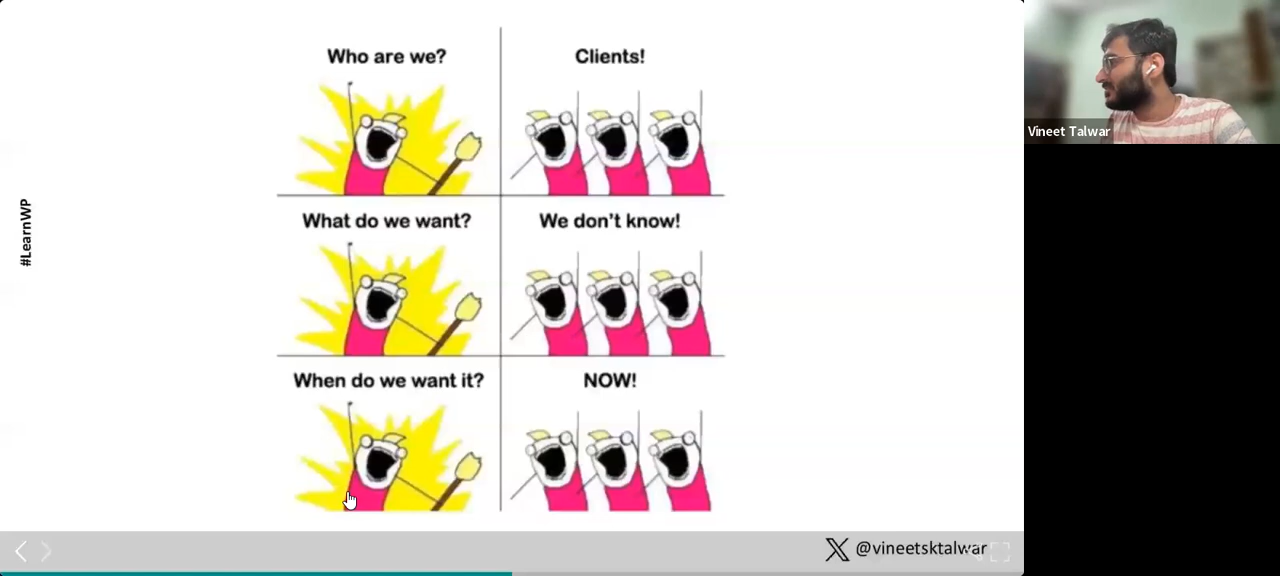 Who are we?
Clients!
What do we want?
We don't know!
When do we want it?
NOW!
#LearnWP
@vineetsktalwar
Vineet Talwar